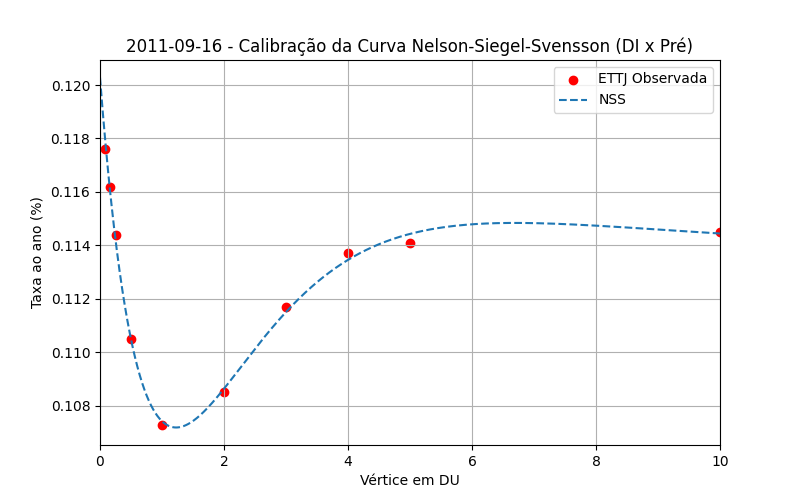 2011-09-16 - Calibração da Curva Nelson-Siegel-Svensson (DI x Pré)
ETTJ Observada
NSS
Taxa ao ano (%)
0.120
0.118
0.116
0.114
0.112
0.110
0.108
0 2 4 6 8 10
Vértice em DU